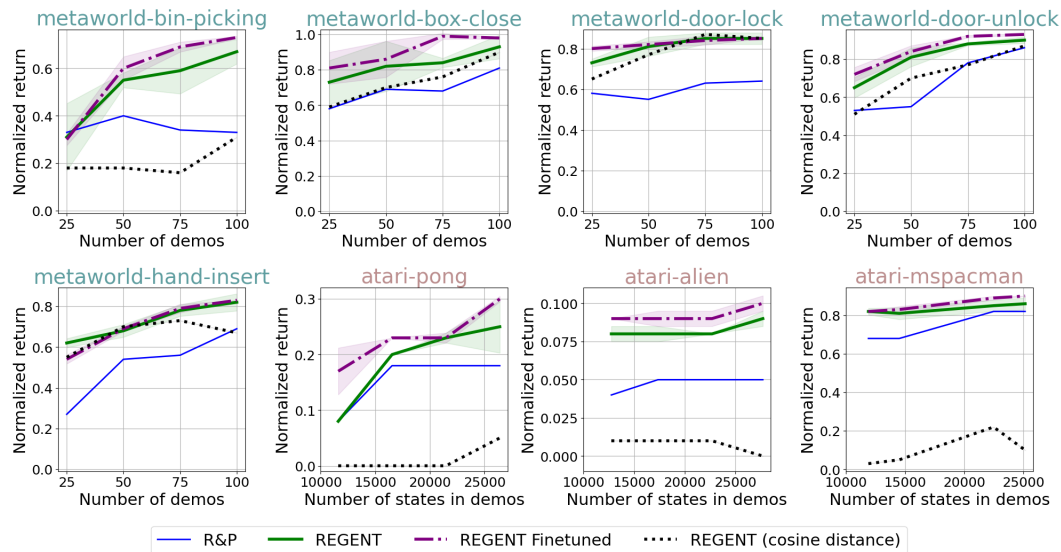 metaworld-bin-picking
Normalized return
0.6
0.4
0.2
0.0
25 50 75 100
Number of demos
metaworld-box-close
Normalized return
1.0
0.8
0.6
0.4
0.2
0.0
25 50 75 100
Number of demos
metaworld-door-lock
Normalized return
0.8
0.6
0.4
0.2
0.0
25 50 75 100
Number of demos
metaworld-door-unlock
Normalized return
0.8
0.6
0.4
0.2
0.0
25 50 75 100
Number of demos
metaworld-hand-insert
Normalized return
0.8
0.6
0.4
0.2
0.0
25 50 75 100
Number of demos
atari-pong
Normalized return
0.3
0.2
0.1
0.0
10000 15000 20000 25000
Number of states in demos
atari-alien
Normalized return
0.100
0.075
0.050
0.025
0.000
10000 15000 20000 25000
Number of states in demos
atari-mspacman
Normalized return
0.8
0.6
0.4
0.2
0.0
10000 15000 20000 25000
Number of states in demos
R&P REGENT REGENT Finetuned REGENT (cosine distance)